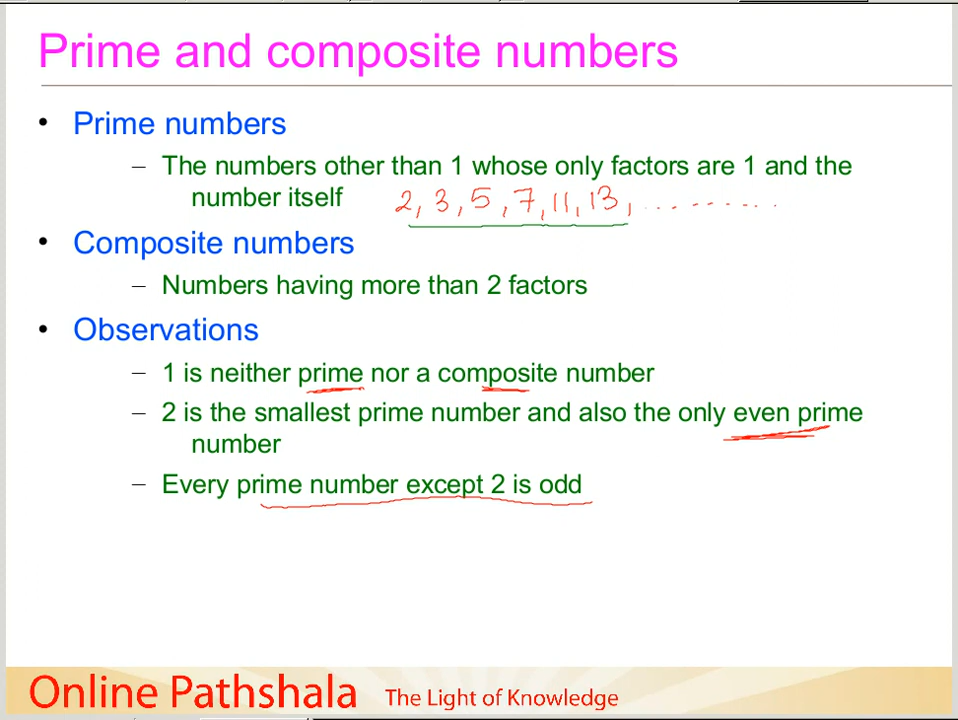 Prime and composite numbers
• Prime numbers
– The numbers other than 1 whose only factors are 1 and the
number itself 2, 3, 5, 7, 11, 13, .........
• Composite numbers
– Numbers having more than 2 factors
• Observations
– 1 is neither prime nor a composite number
– 2 is the smallest prime number and also the only even prime
number
– Every prime number except 2 is odd
Online Pathshala The Light of Knowledge